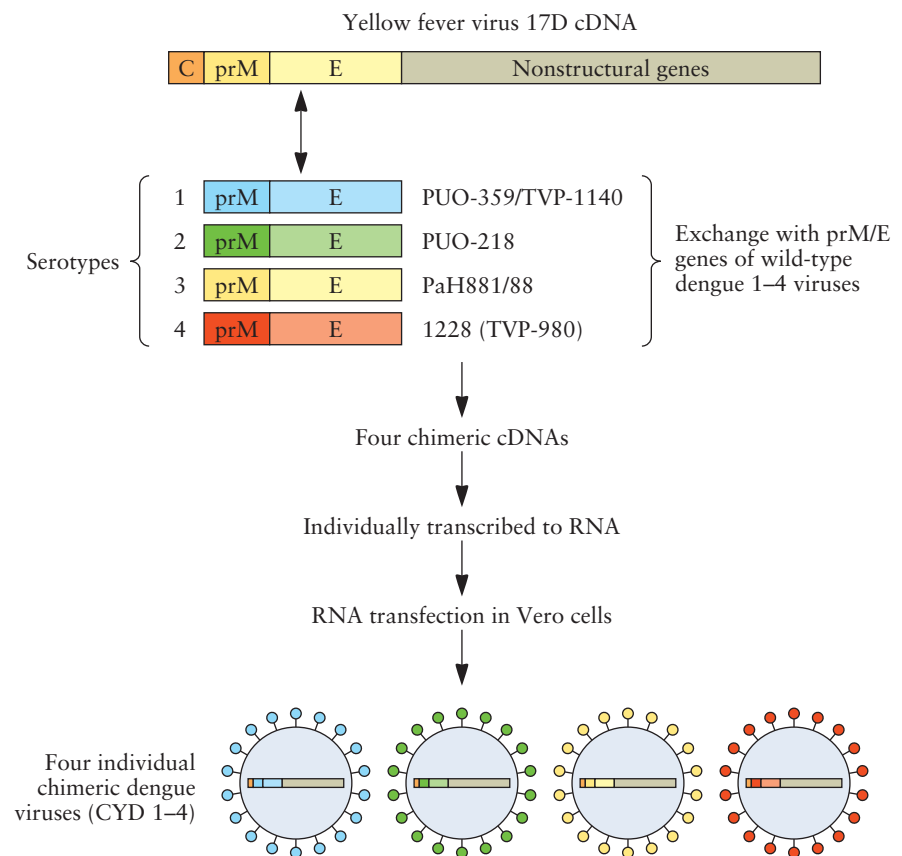 Yellow fever virus 17D cDNA
C prM E Nonstructural genes
Serotypes
1 prM E PUO-359/TVP-1140
2 prM E PUO-218
3 prM E PaH881/88
4 prM E 1228 (TVP-980)
Exchange with prM/E
genes of wild-type
dengue 1–4 viruses
Four chimeric cDNAs
Individually transcribed to RNA
RNA transfection in Vero cells
Four individual
chimeric dengue
viruses (CYD 1–4)